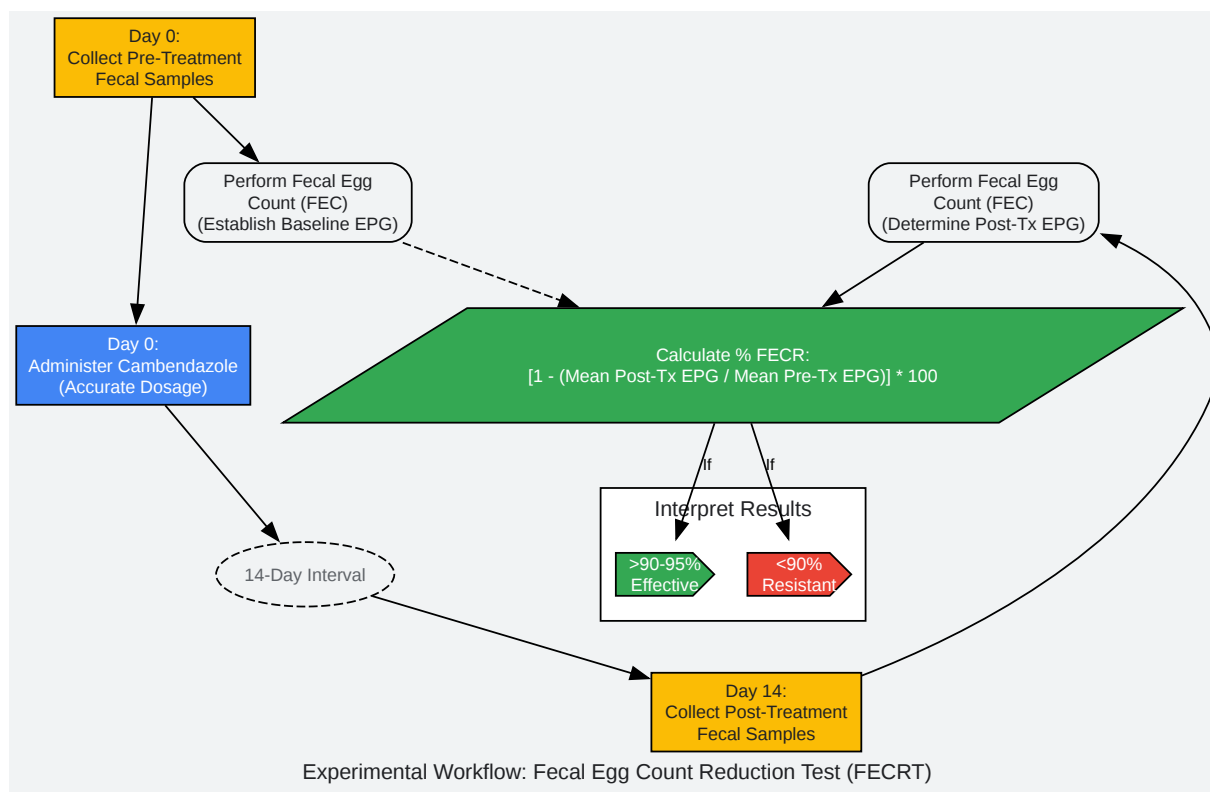 Day 0:
Collect Pre-Treatment
Fecal Samples
Perform Fecal Egg
Count (FEC)
(Establish Baseline EPG)
Perform Fecal Egg
Count (FEC)
(Determine Post-Tx EPG)
Day 0:
Administer Cambendazole
(Accurate Dosage)
Calculate % FECR:
[1 - (Mean Post-Tx EPG / Mean Pre-Tx EPG)] * 100
If
If
Interpret Results
>90-95%
Effective
<90%
Resistant
14-Day Interval
Day 14:
Collect Post-Treatment
Fecal Samples
Experimental Workflow: Fecal Egg Count Reduction Test (FECRT)